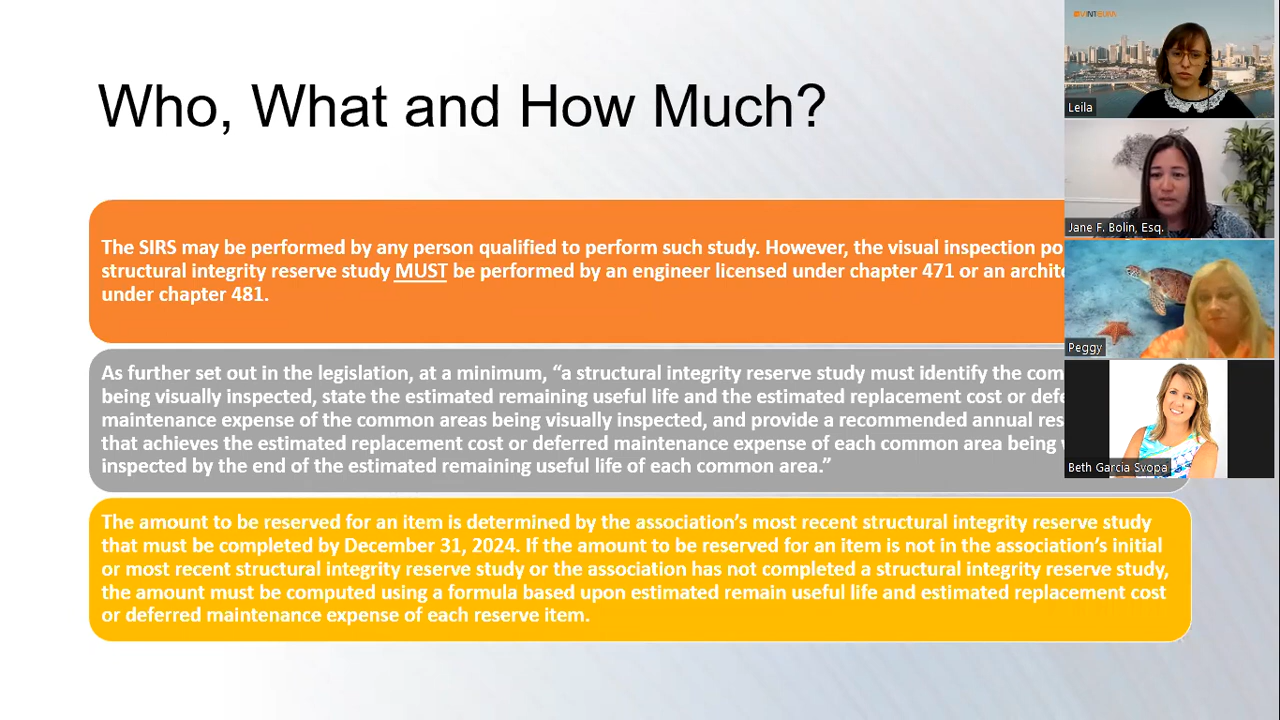 Who, What and How Much?
The SIRS may be performed by any person qualified to perform such study. However, the visual inspection
structural integrity reserve study MUST be performed by an engineer licensed under chapter 471 or an
under chapter 481.
As further set out in the legislation, at a minimum, “a structural integrity reserve study must identify the
being visually inspected, state the estimated remaining useful life and the estimated replacement cost or
maintenance expense of the common areas being visually inspected, and provide a recommended annual
that achieves the estimated replacement cost or deferred maintenance expense of each common area being
inspected by the end of the estimated remaining useful life of each common area.”
The amount to be reserved for an item is determined by the association’s most recent structural integrity reserve study
that must be completed by December 31, 2024. If the amount to be reserved for an item is not in the association’s initial
or most recent structural integrity reserve study or the association has not completed a structural integrity reserve study,
the amount must be computed using a formula based upon estimated remain useful life and estimated replacement cost
or deferred maintenance expense of each reserve item.
VINTEUM
Leila
Jane F. Bolin, Esq.
Peggy
Beth Garcia Svopa